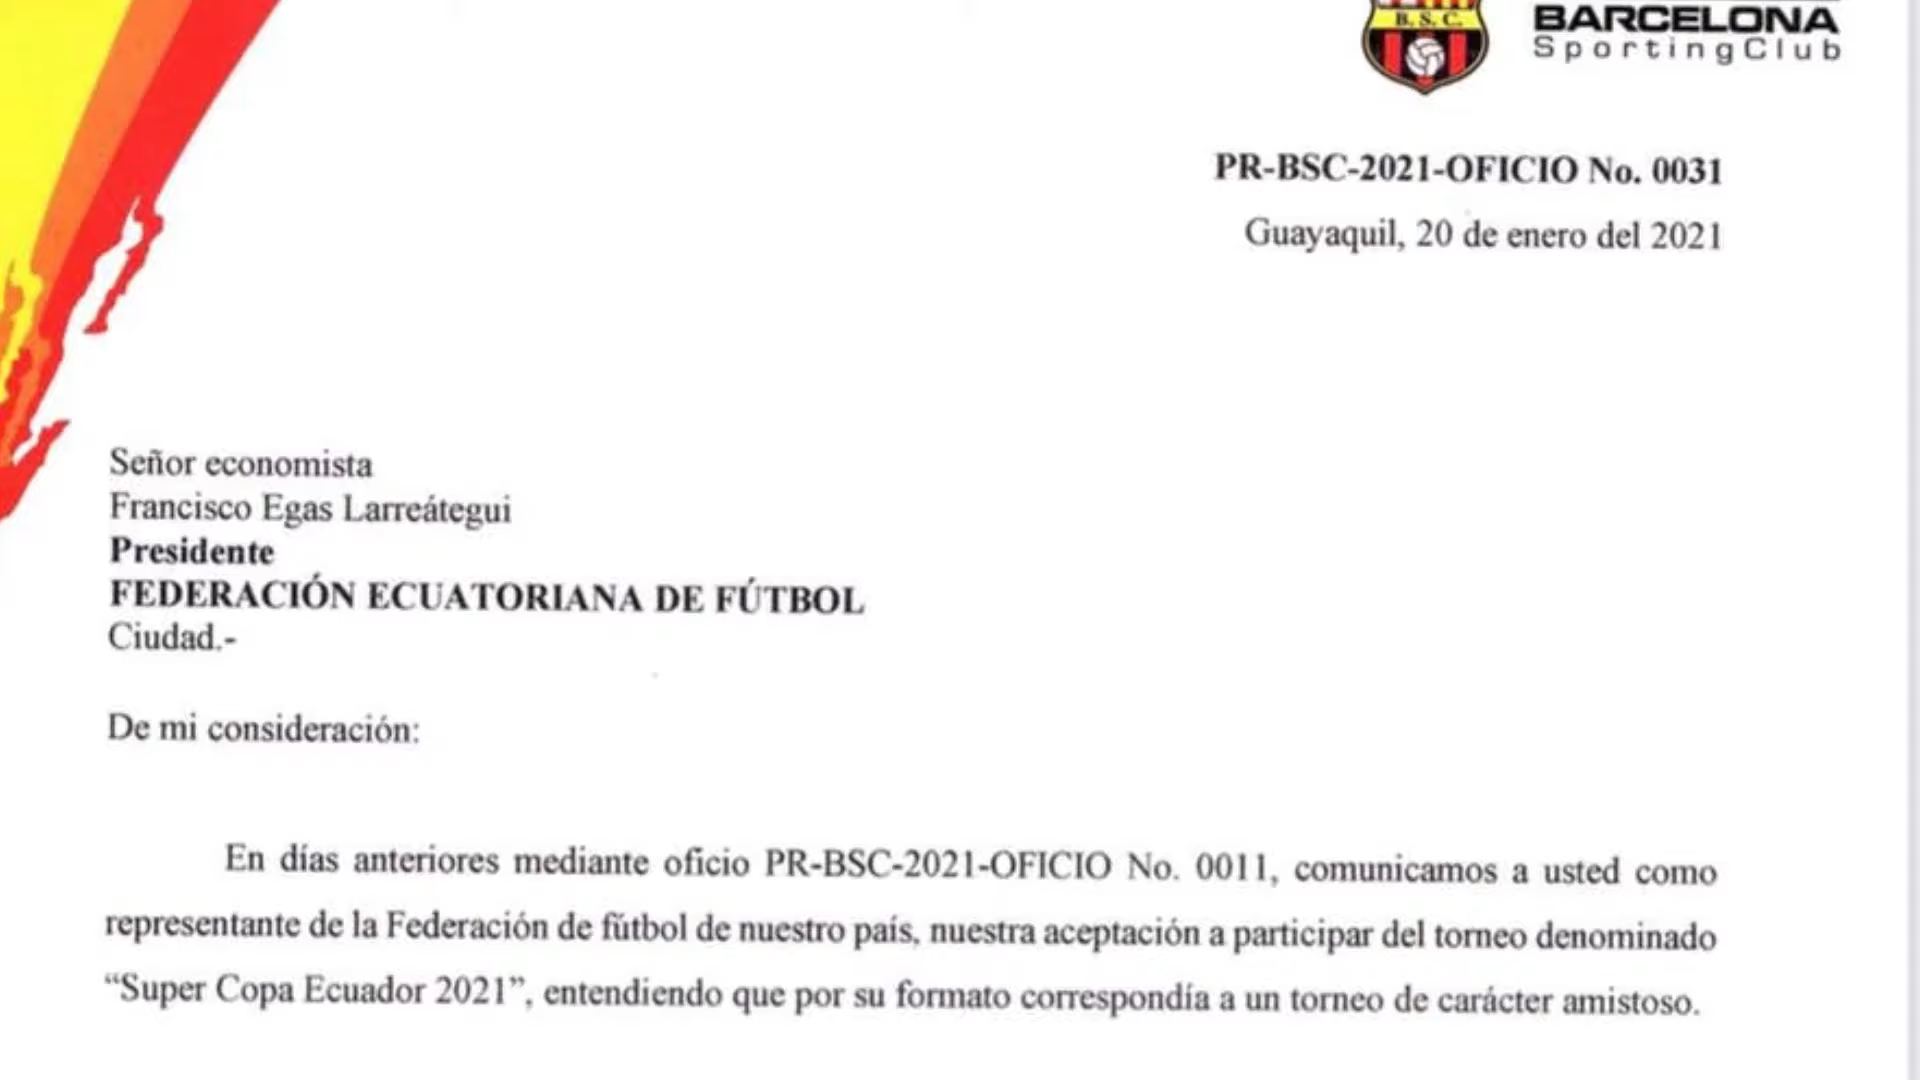 B. S. C.
BARCELONA
SportingClub
PR-BSC-2021-OFICIO No. 0031
Guayaquil, 20 de enero del 2021
Señor economista
Francisco Egas Larreátegui
Presidente
FEDERACIÓN ECUATORIANA DE FÚTBOL
Ciudad.-
De mi consideración:
En días anteriores mediante oficio PR-BSC-2021-OFICIO No. 0011, comunicamos a usted como
representante de la Federación de fútbol de nuestro país, nuestra aceptación a participar del torneo denominado
“Super Copa Ecuador 2021”, entendiendo que por su formato correspondía a un torneo de carácter amistoso.